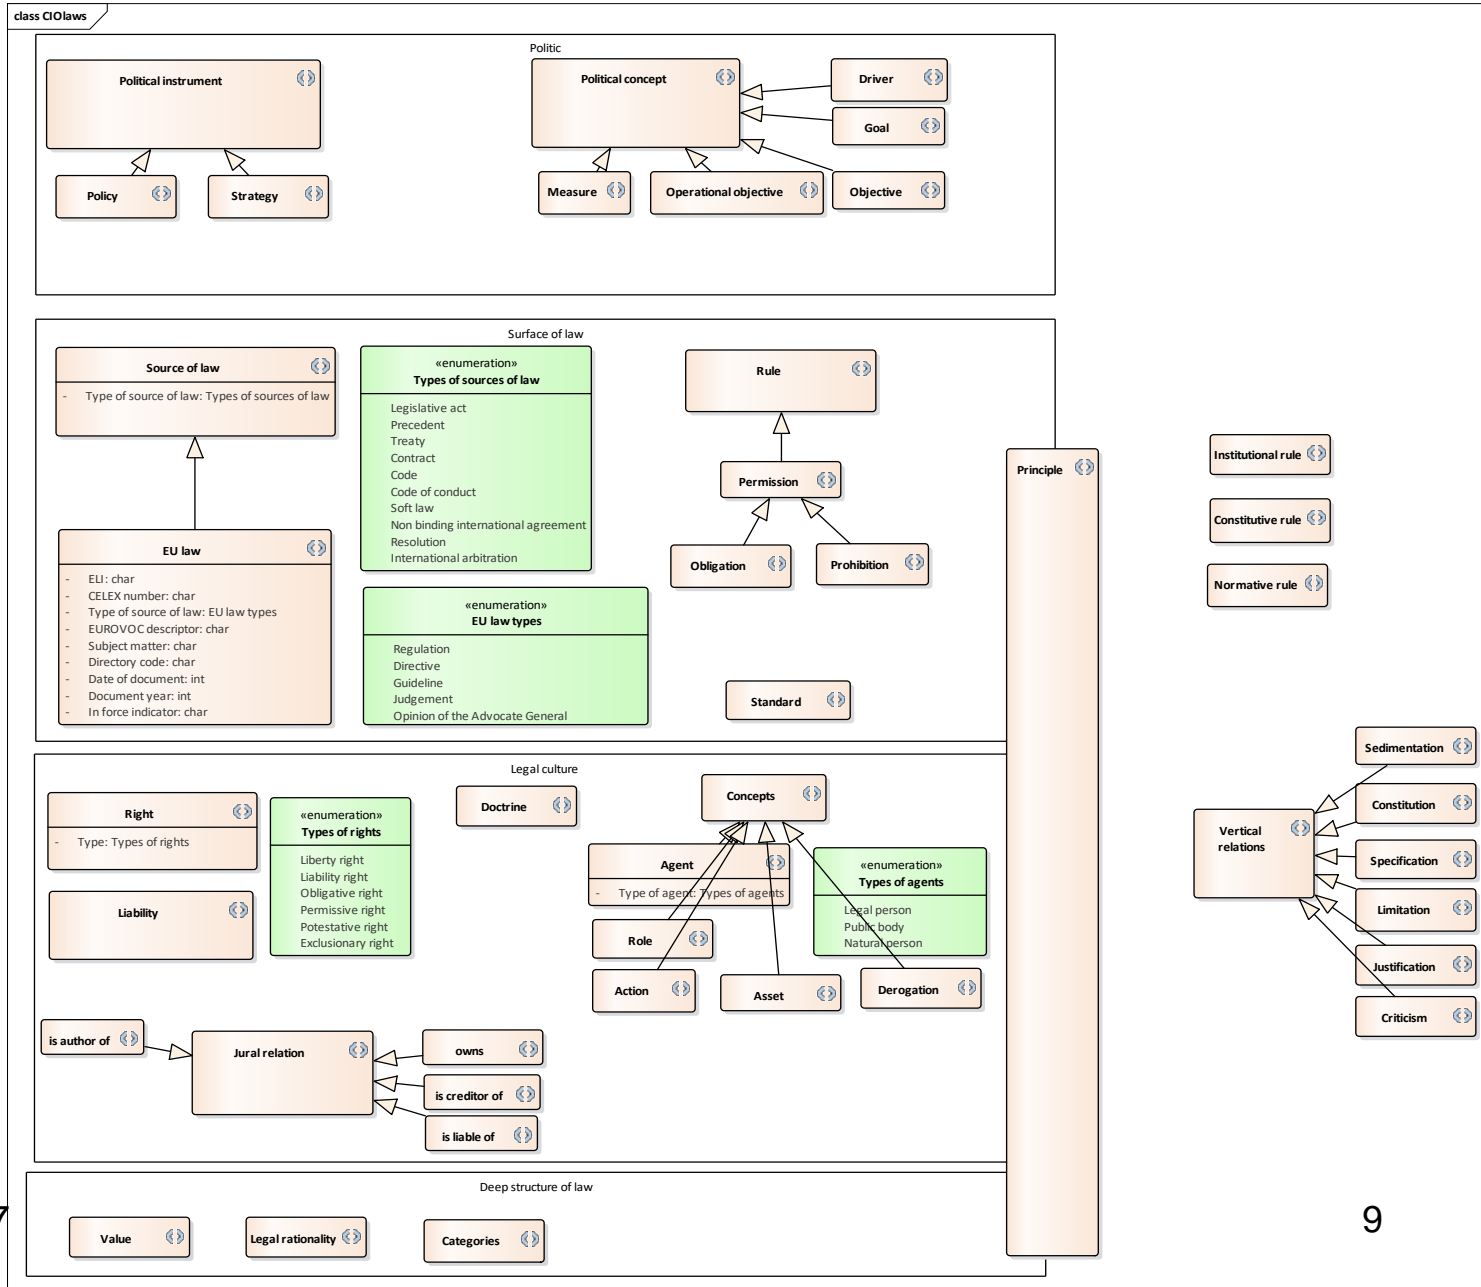 class CIOlaws
Politic
Political instrument
Policy
Strategy
Political concept
Driver
Goal
Measure
Operational objective
Objective
Surface of law
Source of law
- Type of source of law: Types of sources of law
EU law
- ELI: char
- CELEX number: char
- Type of source of law: EU law types
- EUROVOC descriptor: char
- Subject matter: char
- Directory code: char
- Date of document: int
- Document year: int
- In force indicator: char
«enumeration»
Types of sources of law
Legislative act
Precedent
Treaty
Contract
Code
Code of conduct
Soft law
Non binding international agreement
Resolution
International arbitration
«enumeration»
EU law types
Regulation
Directive
Guideline
Judgement
Opinion of the Advocate General
Rule
Permission
Obligation
Prohibition
Standard
Principle
Institutional rule
Constitutive rule
Normative rule
Legal culture
Right
- Type: Types of rights
Liability
«enumeration»
Types of rights
Liberty right
Liability right
Obligative right
Permissive right
Potestative right
Exclusionary right
Doctrine
Concepts
Agent
- Type of agent: Types of agents
Role
Action
Asset
Derogation
«enumeration»
Types of agents
Legal person
Public body
Natural person
is author of
Jural relation
owns
is creditor of
is liable of
Vertical
relations
Sedimentation
Constitution
Specification
Limitation
Justification
Criticism
Deep structure of law
Value
Legal rationality
Categories
7
9